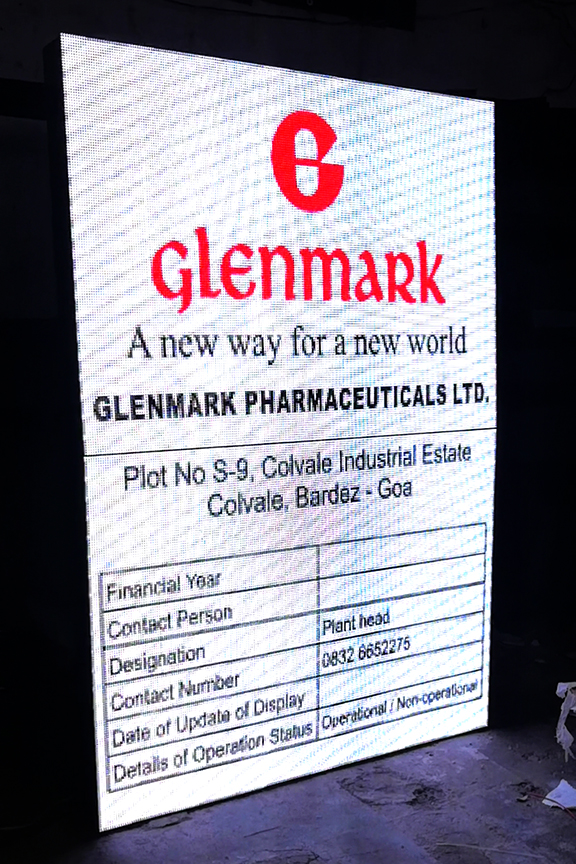 G
Glenmark
A new way for a new world
GLENMARK PHARMACEUTICALS LTD.
Plot No S-9, Colvale Industrial Estate
Colvale, Bardez - Goa
Financial Year
Contact Person
Designation Plant head
Contact Number 0832 6652275
Date of Update of Display
Details of Operation Status Operational / Non-operational